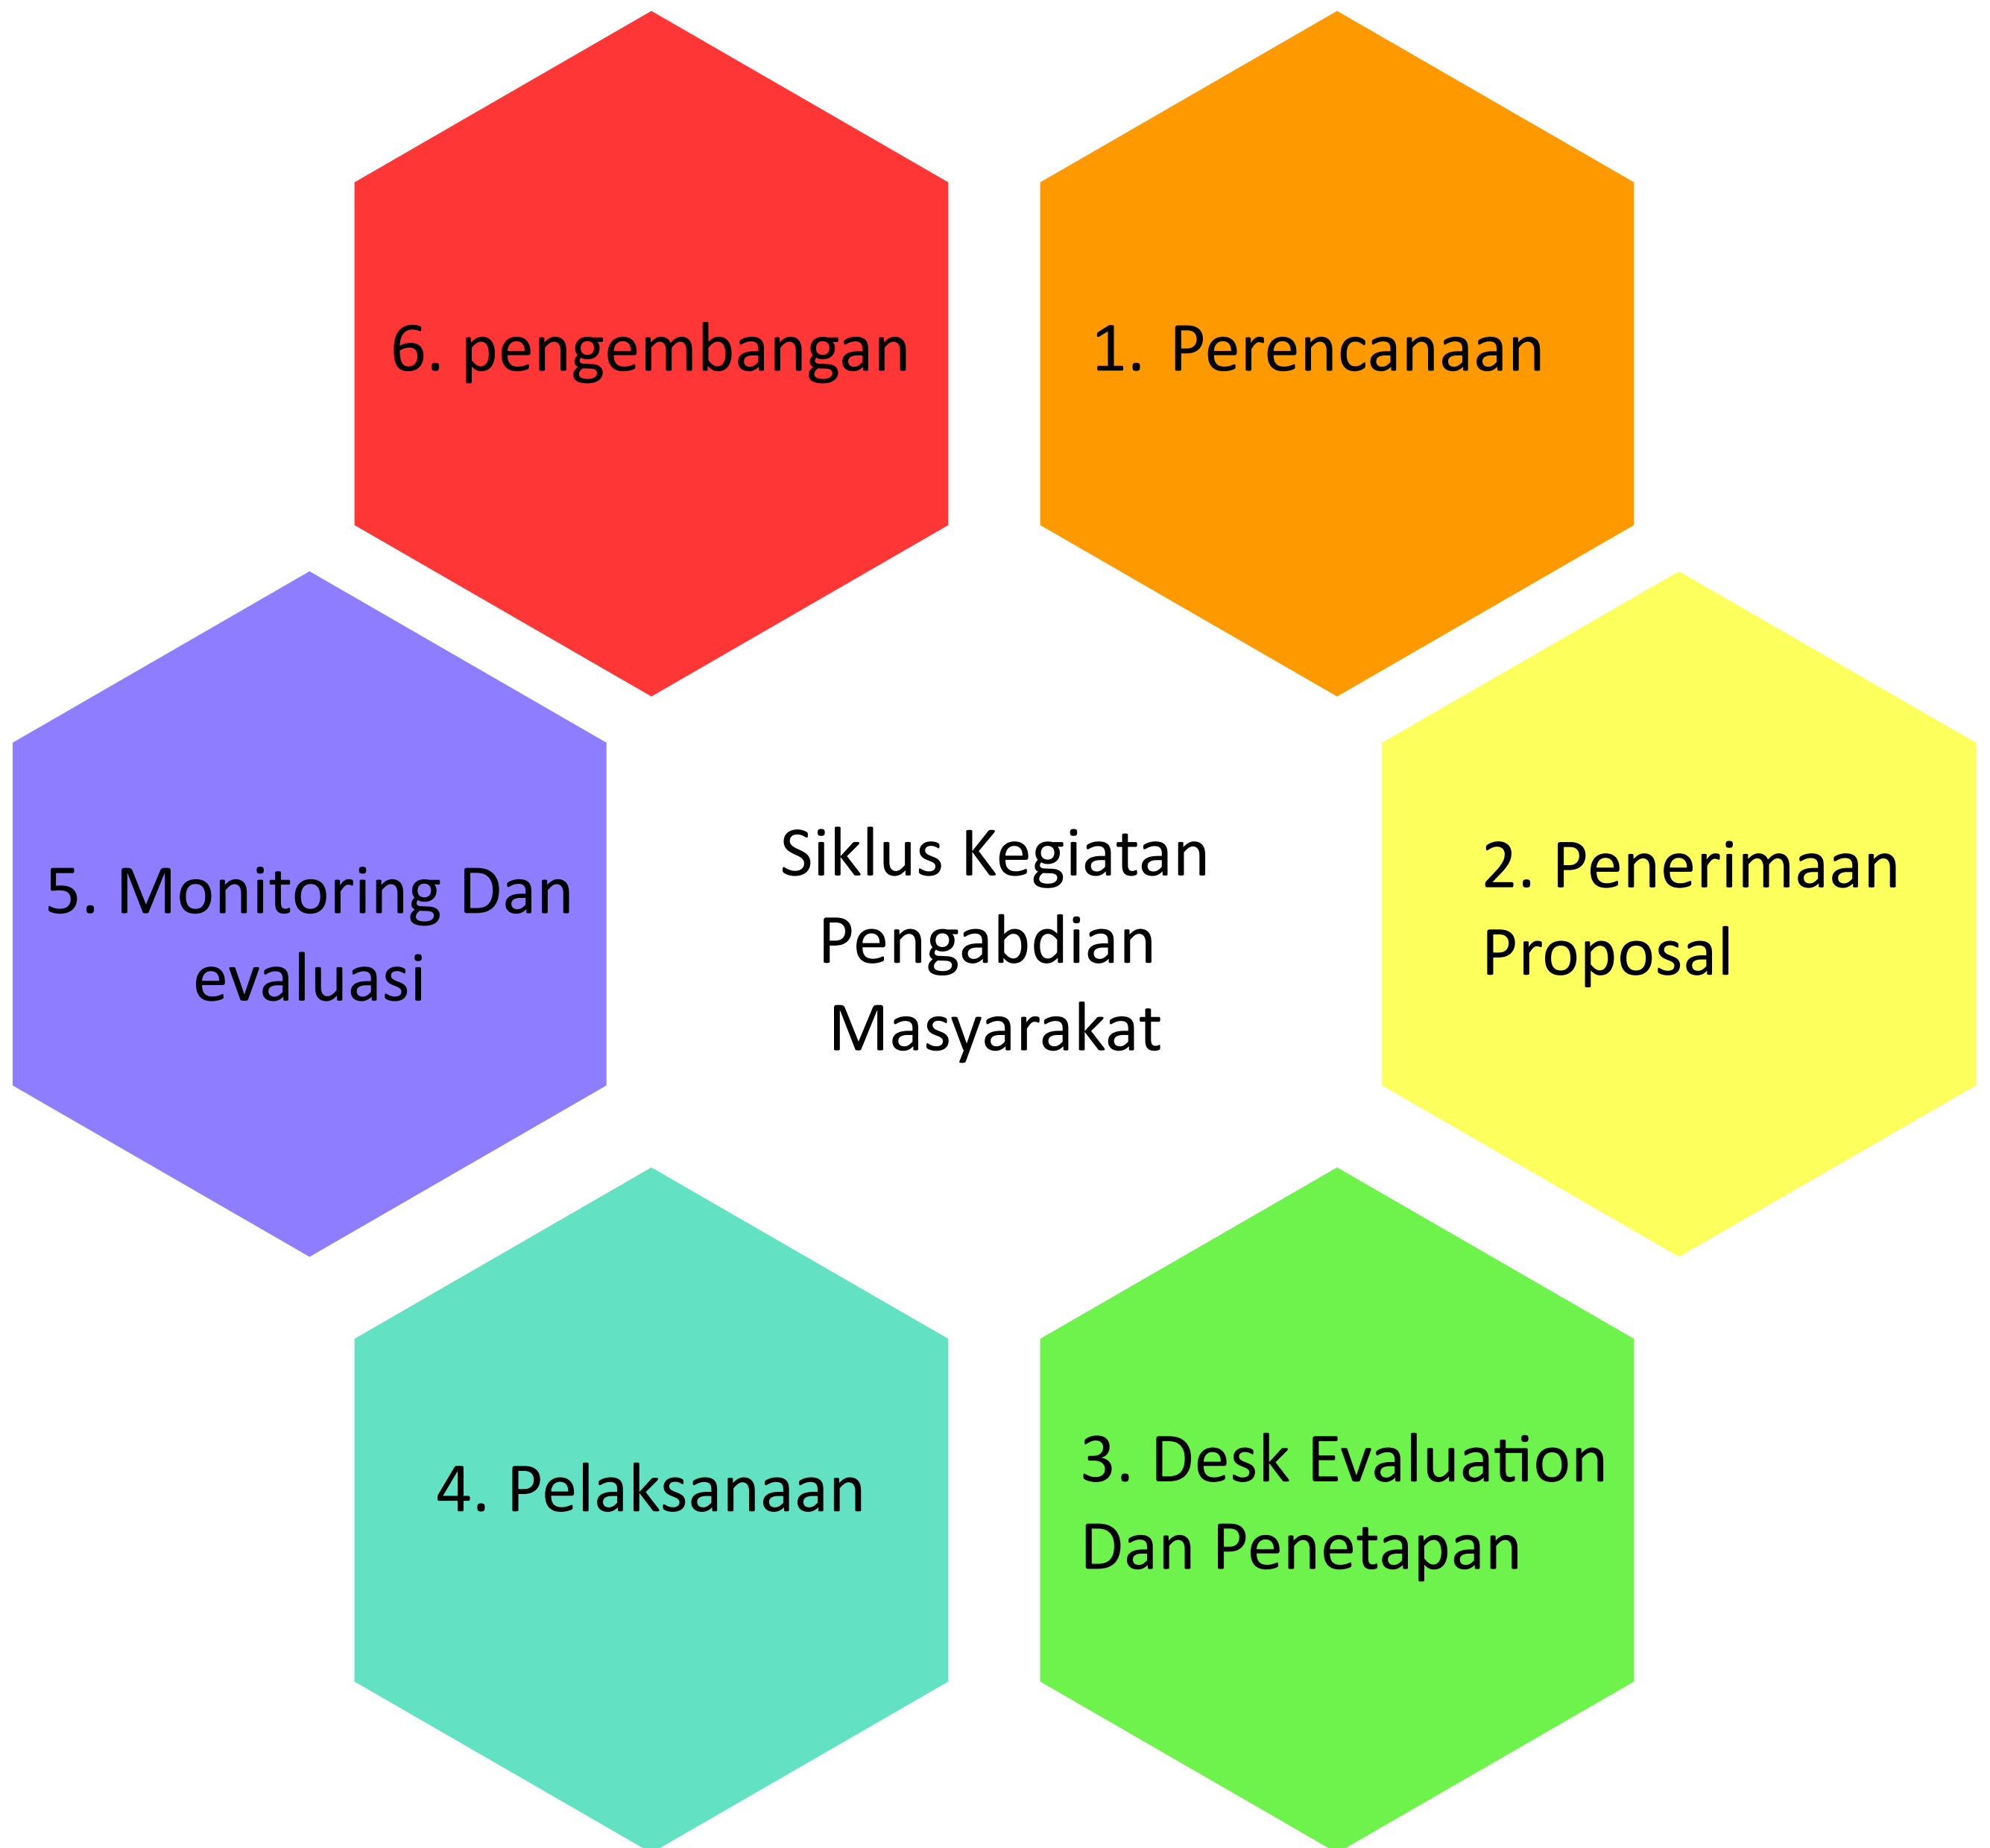 6. pengembangan
1.  Perencanaan
Siklus Kegiatan
Pengabdian
Masyarakat
2. Penerimaan
Proposal
5. Monitoring Dan
evaluasi
4. Pelaksanaan
3. Desk Evaluation
Dan Penetapan